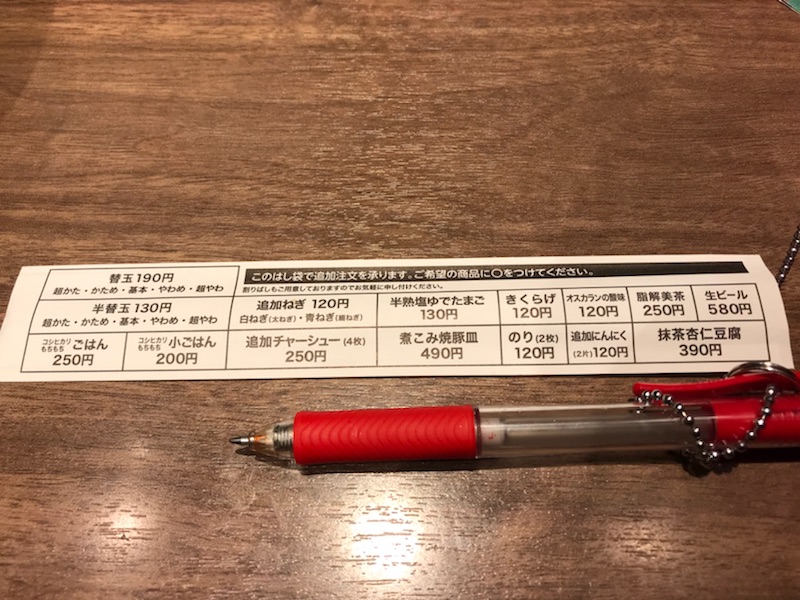 替玉190円
超かた・かため・基本・やわめ・超やわ
このはし袋で追加注文を承ります。ご希望の商品に○をつけてください。
割りばしもご用意しておりますのでお気軽に申し付けください。
半替玉130円
超かた・かため・基本・やわめ・超やわ
追加ねぎ 120円
白ねぎ(太ねぎ)・青ねぎ(細ねぎ)
半熟塩ゆでたまご
130円
きくらげ
120円
オスカランの酸味
120円
脂解美茶
250円
生ビール
580円
コシヒカリ
もちもち
ごはん
250円
コシヒカリ
もちもち
小ごはん
200円
追加チャーシュー(4枚)
250円
煮こみ焼豚皿
490円
のり(2枚)
120円
追加にんにく
(2片)120円
抹茶杏仁豆腐
390円